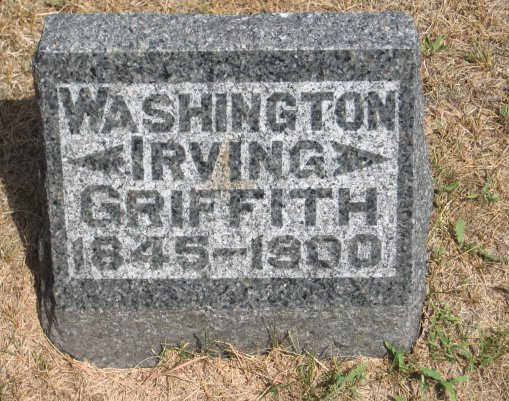 WASHINGTON
IRVING
GRIFFITH
1845-1900